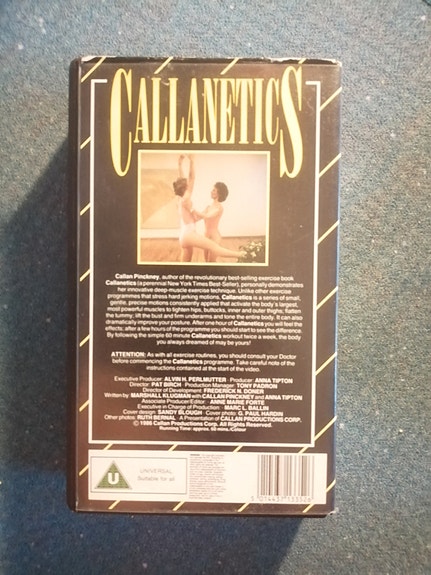 CALLANETICS
Callan Pinckney, author of the revolutionary best-selling exercise book
Callanetics (a perennial New York Times Best-Seller), personally demonstrates
her innovative deep-muscle exercise technique. Unlike other exercise
programmes that stress hard jerking motions. Callanetics is a series of small,
gentle, precise motions consistently applied that activate the body's largest,
most powerful muscles to tighten hips, buttocks, inner and outer thighs; flatten
the tummy, lift the bust and firm underarms and tone the entire body. It can also
dramatically improve your posture. After one hour of Callanetics you will feel the
effects; after a few hours of the programme you should start to see the difference.
By following the simple 60 minute Callanetics workout twice a week, the body
you always dreamed of may be yours!
ATTENTION: As with all exercise routines, you should consult your Doctor
before commencing the Callanetics programme. Take careful note of the
instructions contained at the start of the video.
Executive Producer: ALVIN H. PERLMUTTER Producer: ANNA TIPTON
Director: PAT BIRCH · Production Manager: TONY PADRON
Director of Development: FREDERICK N. DOHER
Written by MARSHALL KLUGMAN with CALLAN PINCKNEY and ANNA TIPTON
Associate Producer/Editor: ANNE MARIE FORTE
Executive in Charge of Production: MARC L. BALLIN
Cover design: SANDY SLOUGH Cover photo: G. PAUL HARDIN
Other photos: RUTH BERNAL A Presentation of CALLAN PRODUCTIONS CORP.
© 1986 Callan Productions Corp. All Rights Reserved.
Running Time: approx. 60 mins./Colour
U
UNIVERSAL
Suitable for all